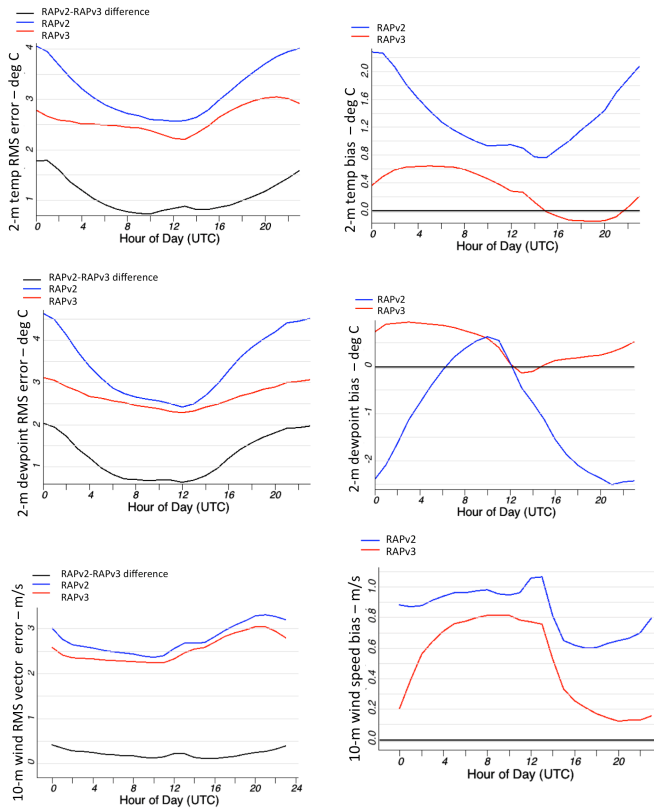 RAPv2-RAPv3 difference
RAPv2
RAPv3
2-m temp RMS error – deg C
4
3
2
1
0 4 8 12 16 20
Hour of Day (UTC)
RAPv2
RAPv3
2-m temp bias – deg C
2.0
1.6
1.2
0.8
0.4
0.0
0 4 8 12 16 20
Hour of Day (UTC)
RAPv2-RAPv3 difference
RAPv2
RAPv3
2-m dewpoint RMS error – deg C
4
3
2
1
0 4 8 12 16 20
Hour of Day (UTC)
RAPv2
RAPv3
2-m dewpoint bias – deg C
0
-1
-2
0 4 8 12 16 20
Hour of Day (UTC)
RAPv2-RAPv3 difference
RAPv2
RAPv3
10-m wind RMS vector error – m/s
3
2
1
0
0 4 8 12 16 20 24
Hour of Day (UTC)
RAPv2
RAPv3
10-m wind speed bias – m/s
1.0
0.8
0.6
0.4
0.2
0.0
0 4 8 12 16 20
Hour of Day (UTC)